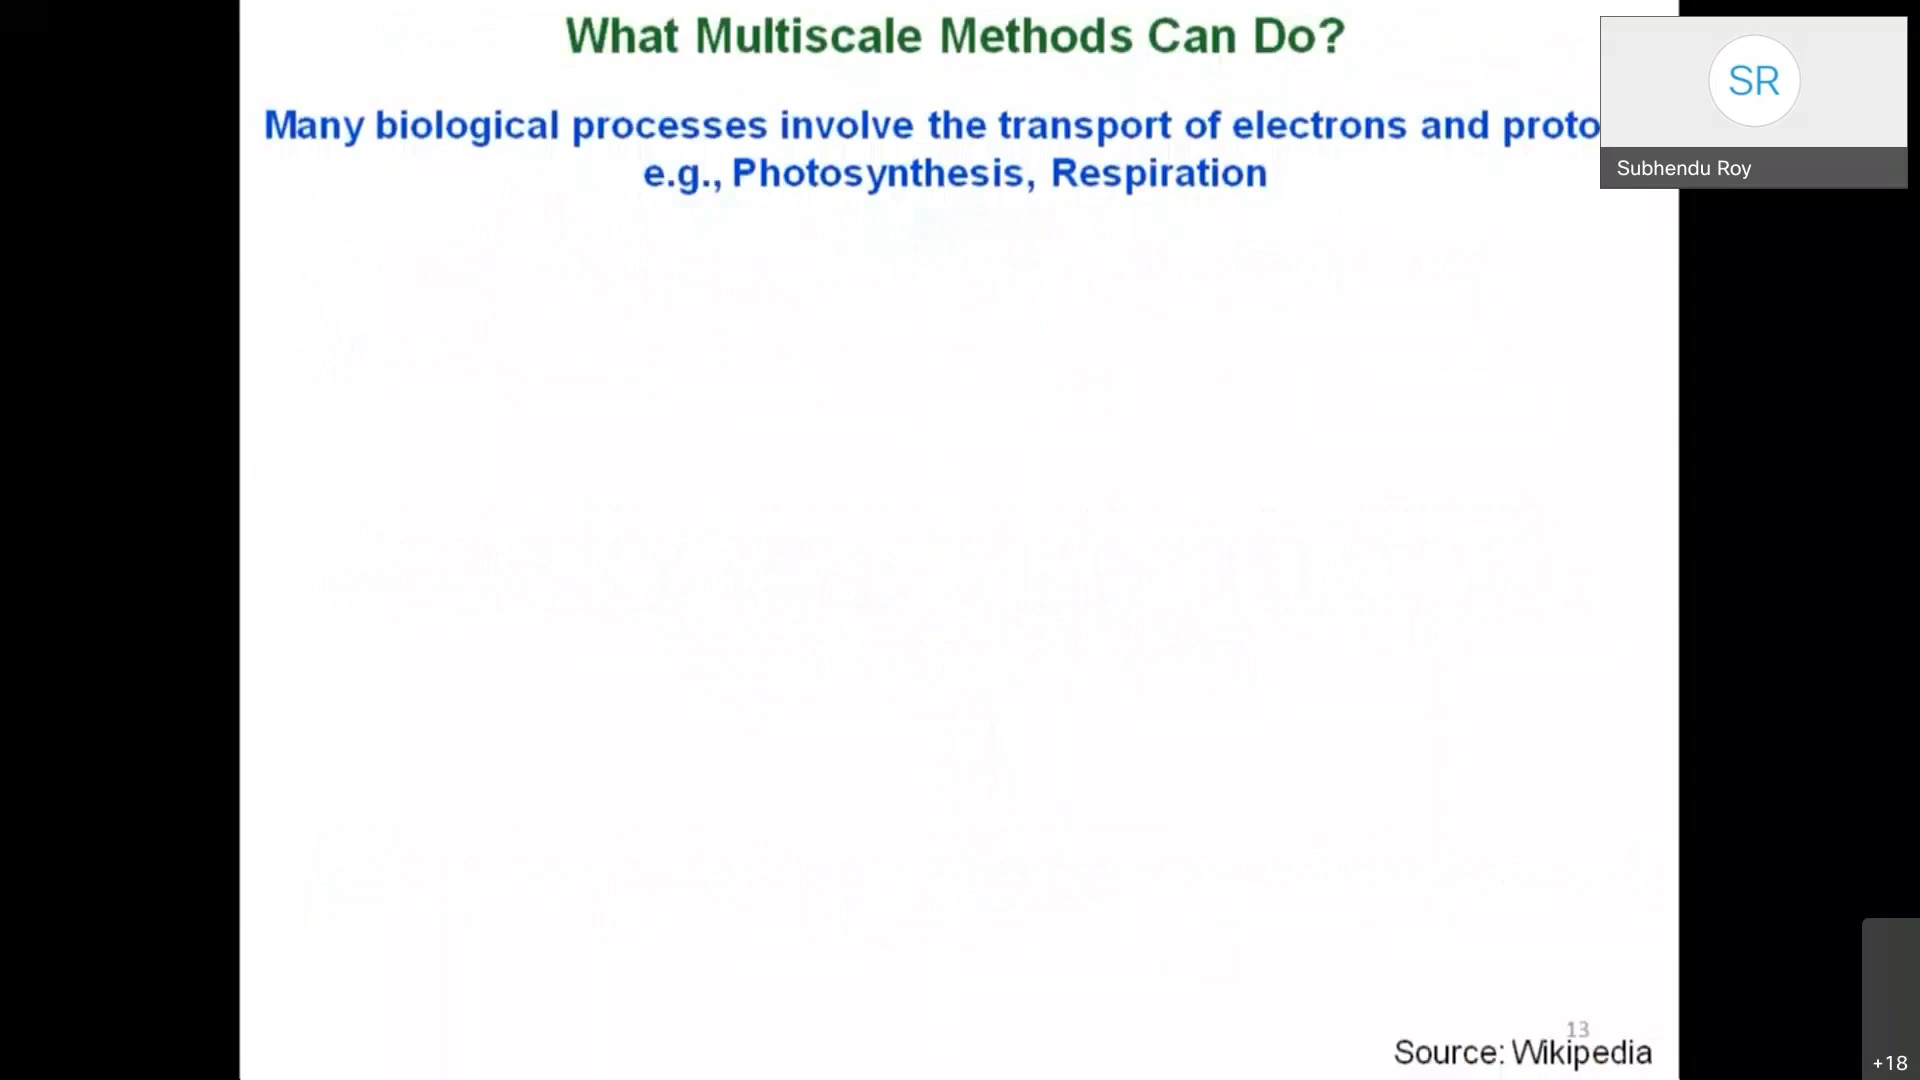 What Multiscale Methods Can Do?
Many biological processes involve the transport of electrons and proto
e.g., Photosynthesis, Respiration
SR
Subhendu Roy
13
Source: Wikipedia
+18